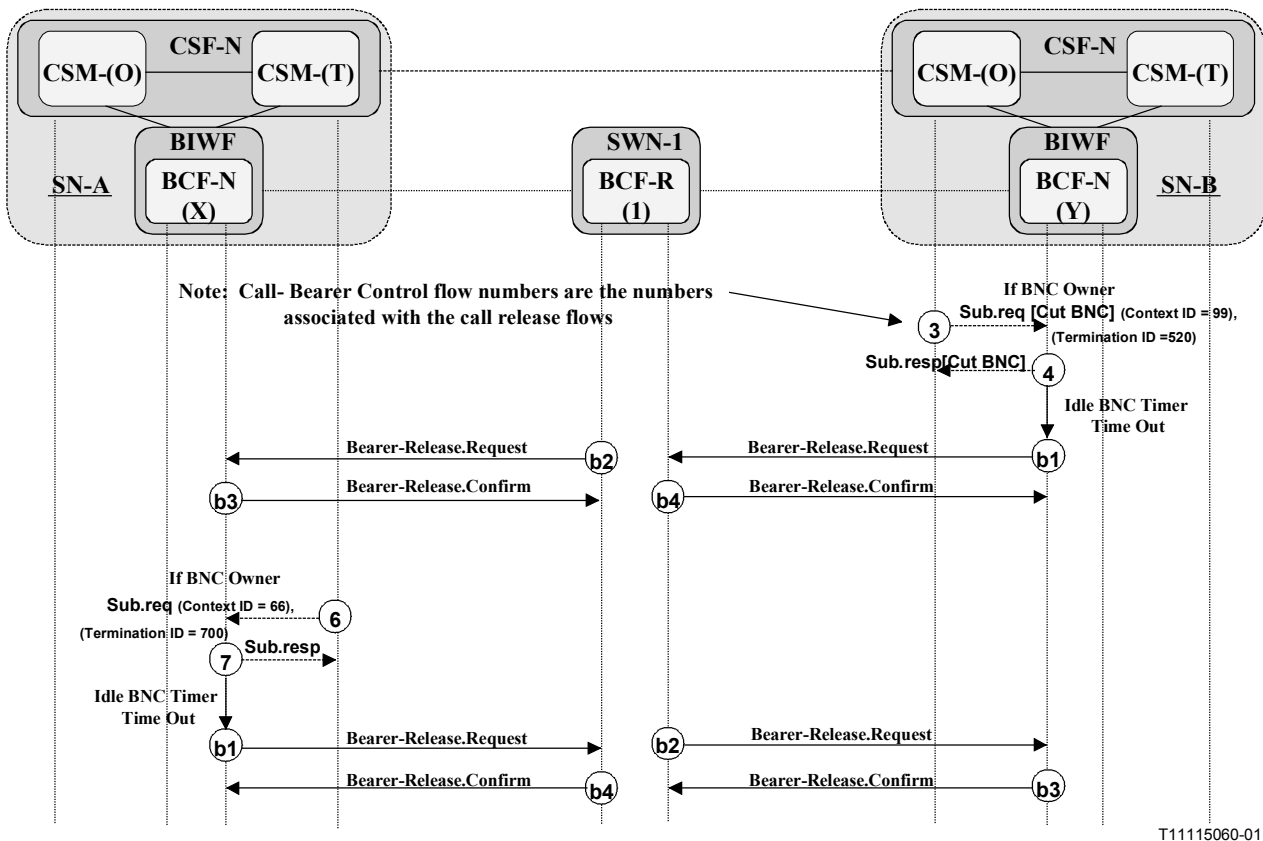 CSF-N
CSM-(O)
CSM-(T)
BIWF
BCF-N
(X)
SN-A
SWN-1
BCF-R
(1)
CSF-N
CSM-(O)
CSM-(T)
BIWF
BCF-N
(Y)
SN-B
Note: Call- Bearer Control flow numbers are the numbers
associated with the call release flows
If BNC Owner
3
Sub.req [Cut BNC] (Context ID = 99),
(Termination ID =520)
Sub.resp[Cut BNC]
4
Idle BNC Timer
Time Out
Bearer-Release.Request
b2
Bearer-Release.Request
b1
b3
Bearer-Release.Confirm
b4
Bearer-Release.Confirm
If BNC Owner
Sub.req (Context ID = 66),
6
(Termination ID = 700)
7
Sub.resp
Idle BNC Timer
Time Out
b1
Bearer-Release.Request
b2
Bearer-Release.Request
Bearer-Release.Confirm
b4
Bearer-Release.Confirm
b3
T11115060-01